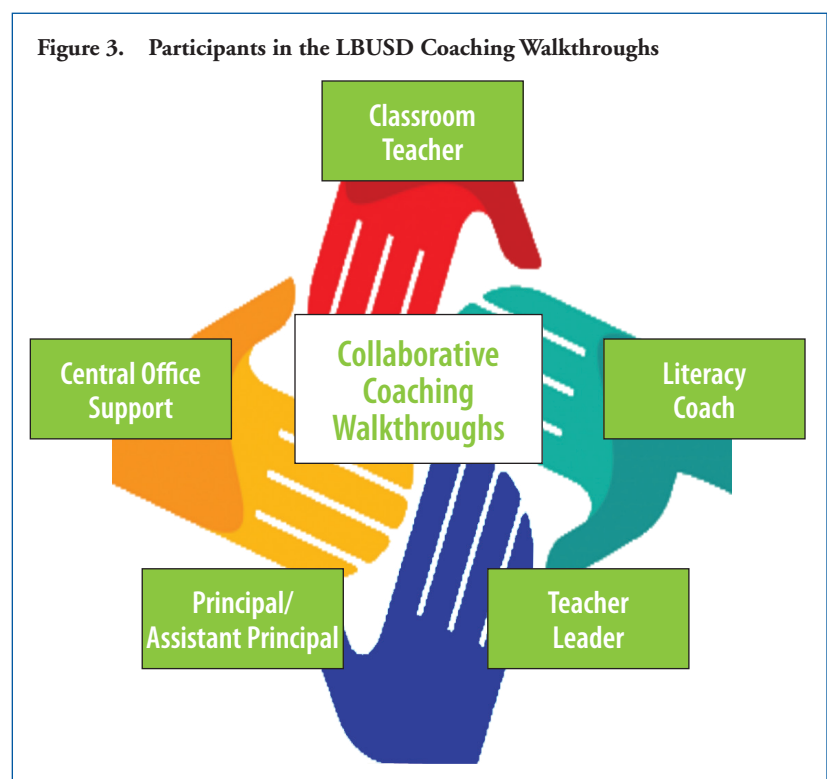 Figure 3. Participants in the LBUSD Coaching Walkthroughs
Classroom
Teacher
Central Office
Support
Collaborative
Coaching
Walkthroughs
Literacy
Coach
Principal/
Assistant Principal
Teacher
Leader